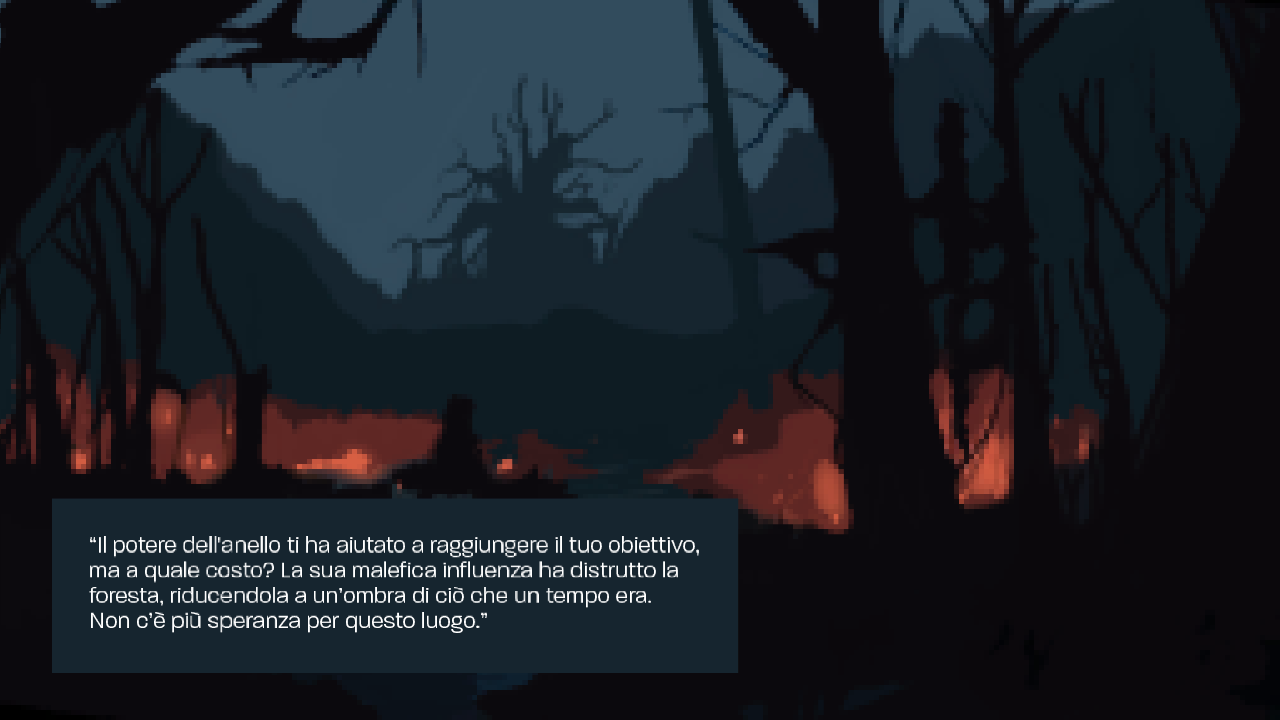 “Il potere dell'anello ti ha aiutato a raggiungere il tuo obiettivo,
ma a quale costo? La sua malefica influenza ha distrutto la
foresta, riducendola a un’ombra di ciò che un tempo era.
Non c’è più speranza per questo luogo.”